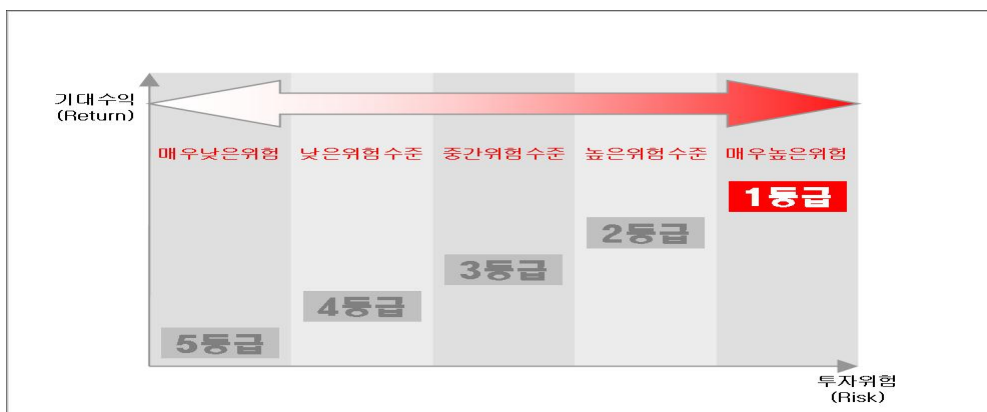 기대수익
(Return)
매우낮은위험 낮은위험수준 중간위험수준 높은위험수준 매우높은위험
1등급
2등급
3등급
4등급
5등급
투자위험
(Risk)